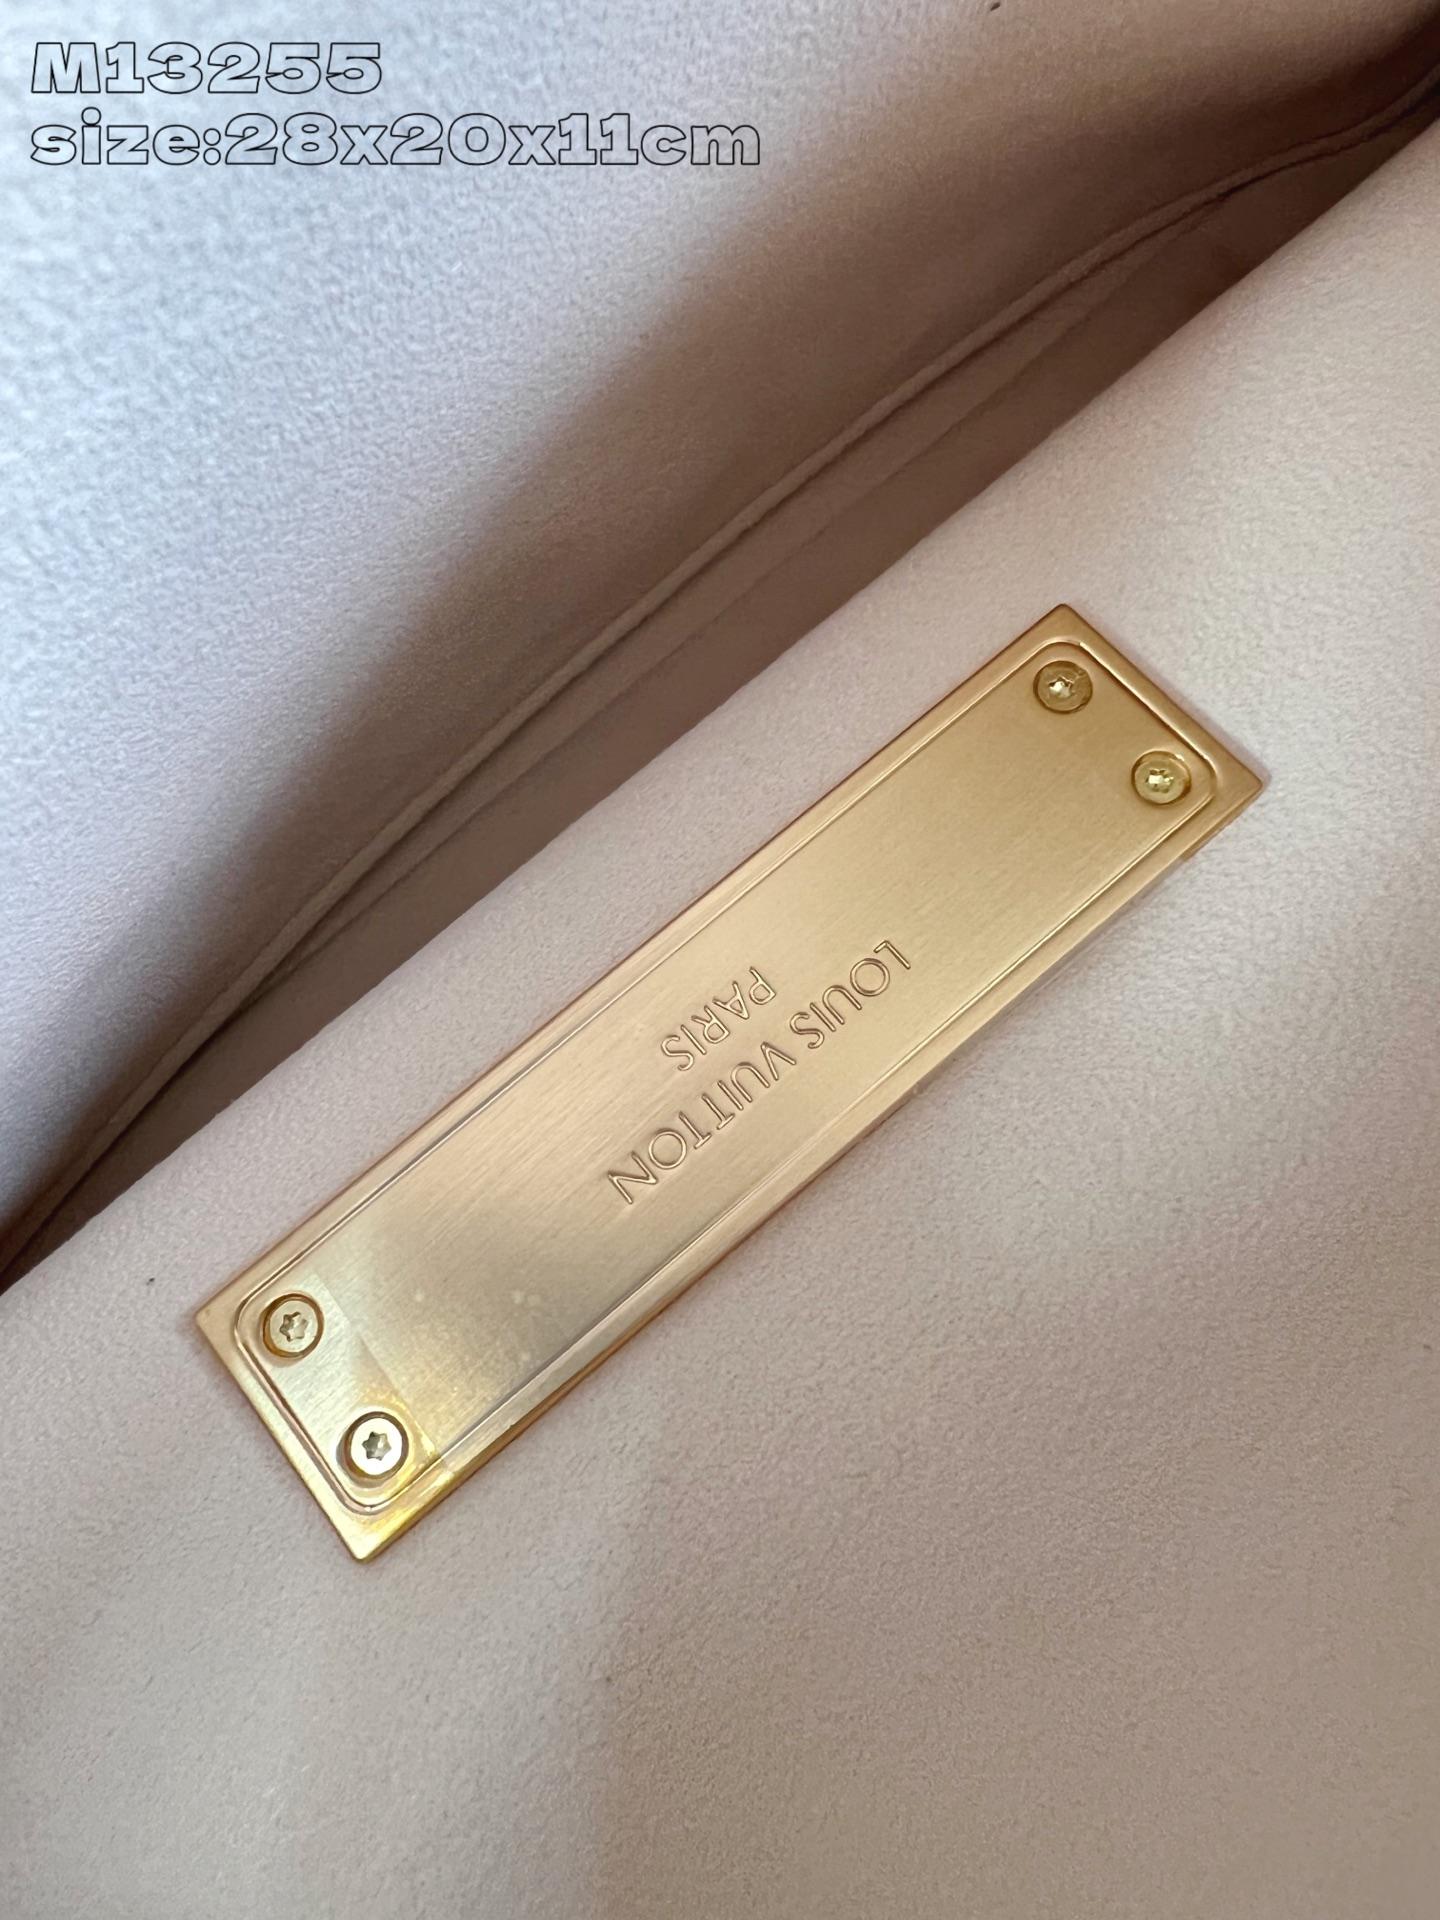 M13255
size:28x20x11cm
LOUIS VUITTON
PARIS